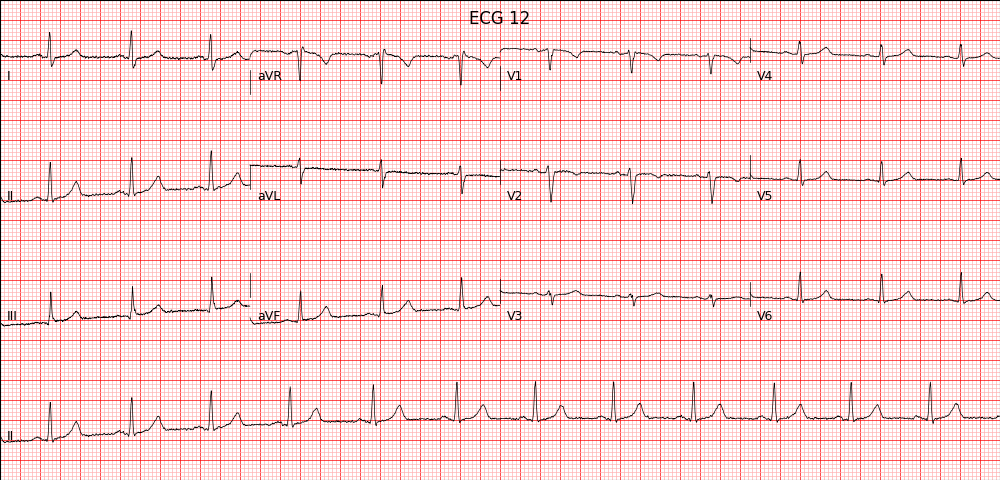 ECG 12
I aVR V1 V4
II aVL V2 V5
III aVF V3 V6
II